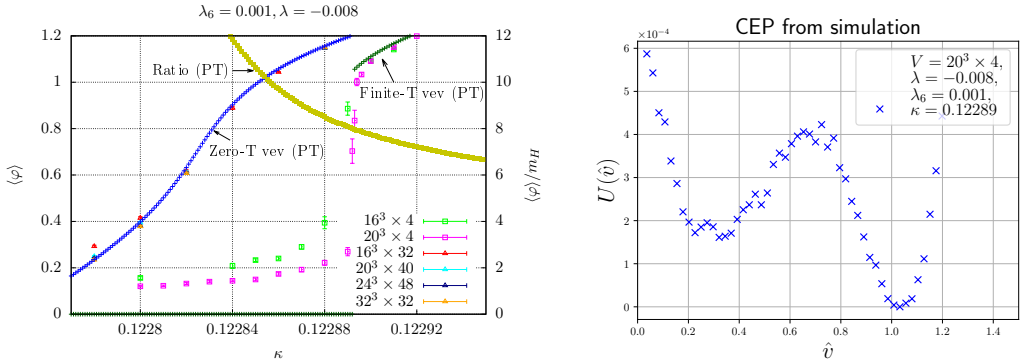 λ₆ = 0.001, λ = −0.008
1.2
1
0.8
0.6
0.4
0.2
0
⟨φ⟩
12
10
8
6
4
2
0
⟨φ⟩/m_H
Ratio (PT)
Finite-T vev (PT)
Zero-T vev (PT)
16³ × 4
20³ × 4
16³ × 32
20³ × 40
24³ × 48
32³ × 32
0.1228 0.12284 0.12288 0.12292
κ
CEP from simulation
×10⁻⁴
6
5
4
3
2
1
0
U(v̂)
V = 20³ × 4,
λ = −0.008,
λ₆ = 0.001,
κ = 0.12289
0.0 0.2 0.4 0.6 0.8 1.0 1.2 1.4
v̂